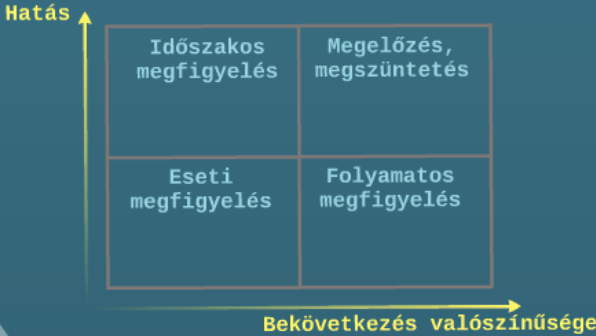 Hatás
Időszakos
megfigyelés
Megelőzés,
megszüntetés
Eseti
megfigyelés
Folyamatos
megfigyelés
Bekövetkezés valószínűsége